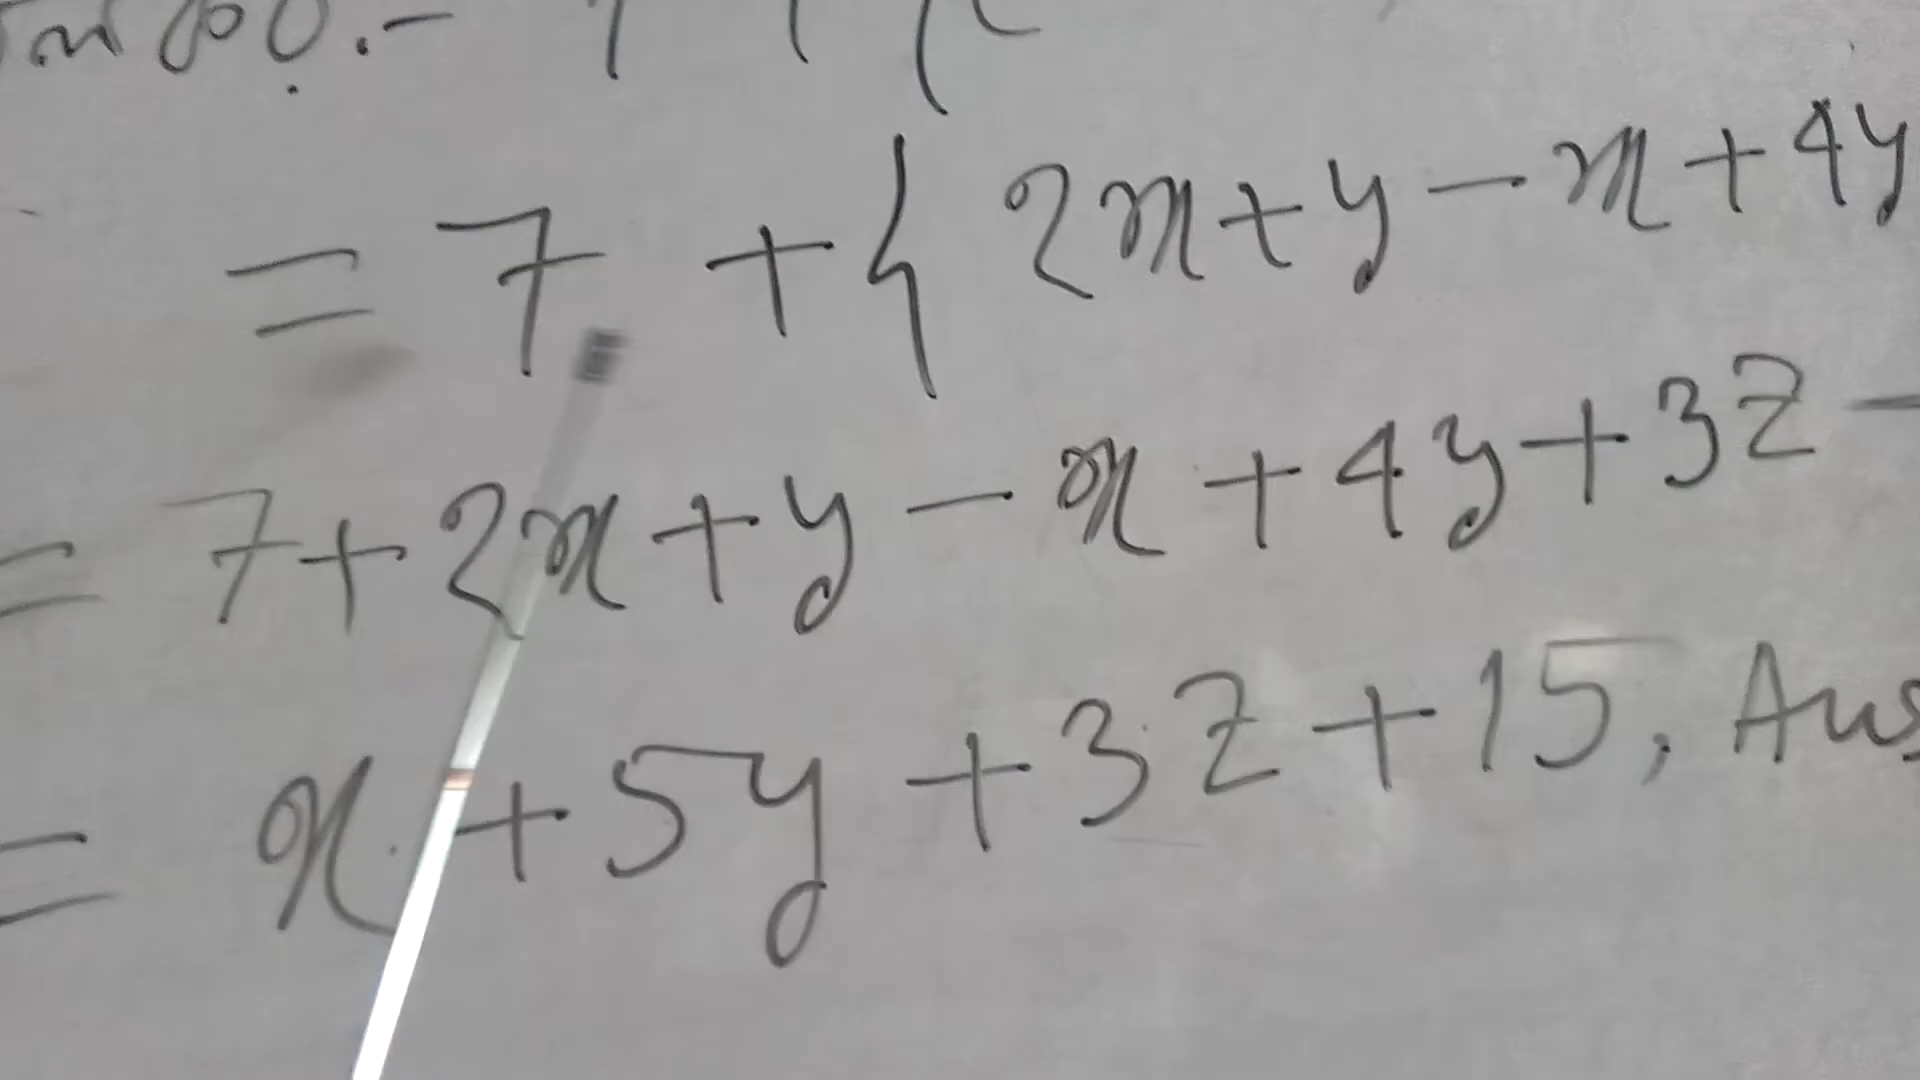 = 7 + { 2x + y - x + 4y
= 7 + 2x + y - x + 4y + 3z -
= x + 5y + 3z + 15, Ans